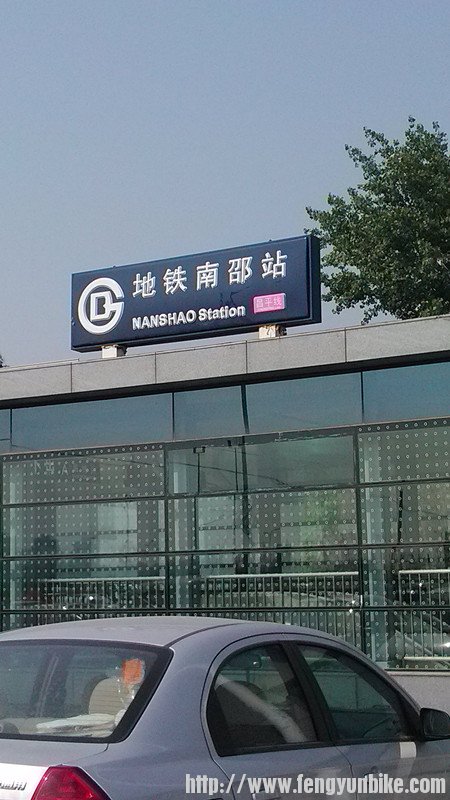 地铁南邵站
NANSHAO Station
昌平线
http://www.fengyunbike.com